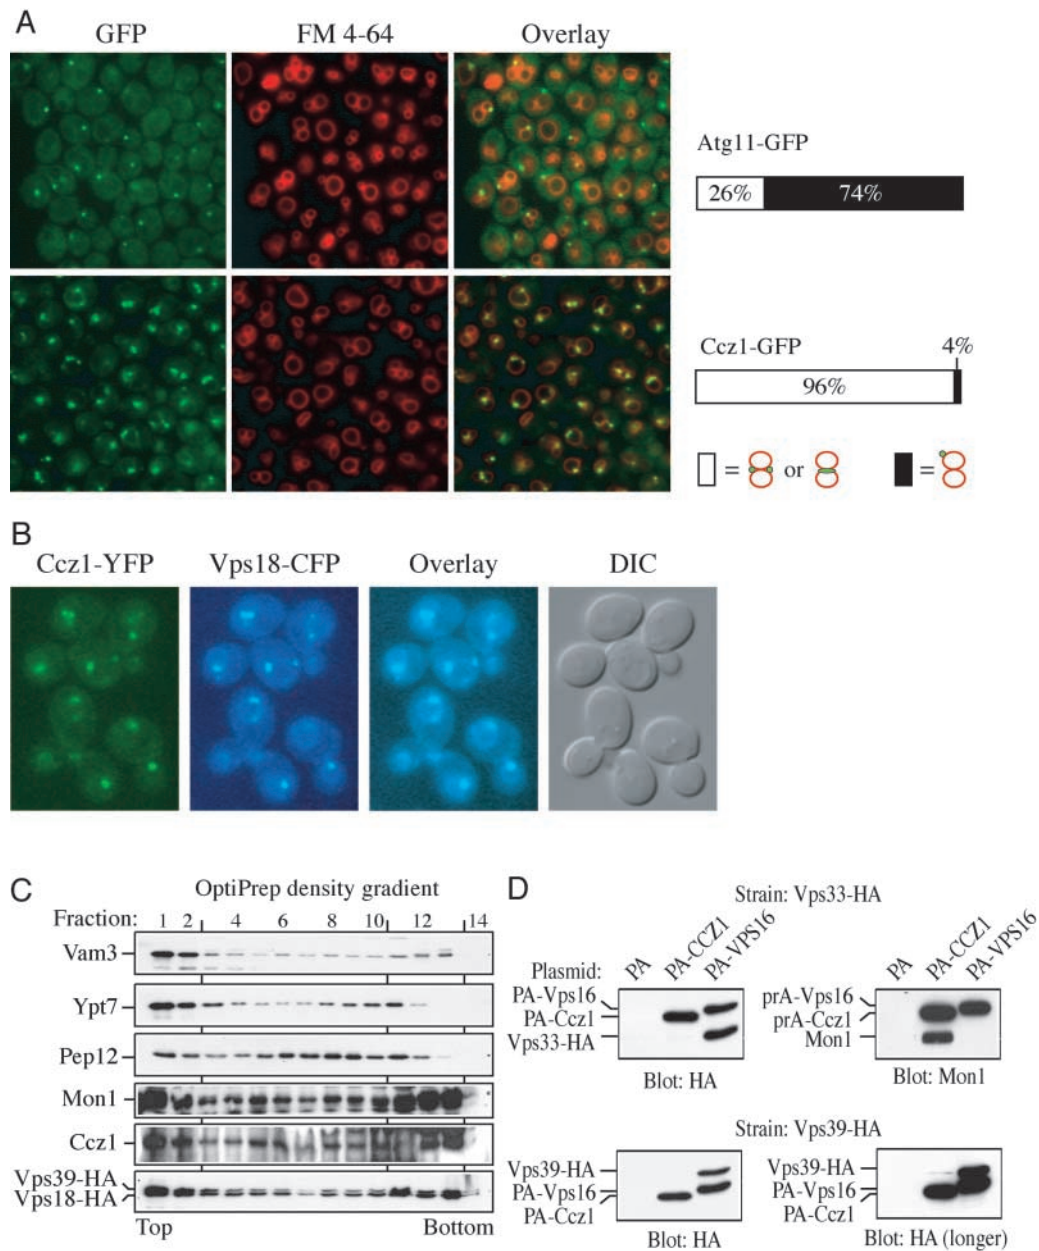 A
GFP FM 4-64 Overlay
Atg11-GFP
26% 74%
Ccz1-GFP 4%
96%
= or =
B
Ccz1-YFP Vps18-CFP Overlay DIC
C
OptiPrep density gradient
Fraction: 1 2 4 6 8 10 12 14
Vam3
Ypt7
Pep12
Mon1
Ccz1
Vps39-HA
Vps18-HA
Top Bottom
D
Strain: Vps33-HA
Plasmid: PA PA-CCZ1 PA-VPS16
PA-Vps16
PA-Ccz1
Vps33-HA
Blot: HA
PA PA-CCZ1 PA-VPS16
prA-Vps16
prA-Ccz1
Mon1
Blot: Mon1
Strain: Vps39-HA
Vps39-HA
PA-Vps16
PA-Ccz1
Blot: HA
Vps39-HA
PA-Vps16
PA-Ccz1
Blot: HA (longer)